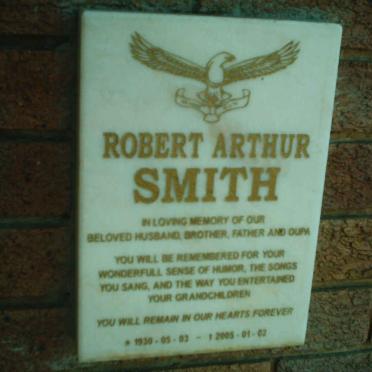 ROBERT ARTHUR
SMITH
IN LOVING MEMORY OF OUR
BELOVED HUSBAND, BROTHER, FATHER AND OUPA
YOU WILL BE REMEMBERED FOR YOUR
WONDERFULL SENSE OF HUMOR, THE SONGS
YOU SANG, AND THE WAY YOU ENTERTAINED
YOUR GRANDCHILDREN
YOU WILL REMAIN IN OUR HEARTS FOREVER
* 1930 - 05 - 03 - † 2005 - 01 - 02